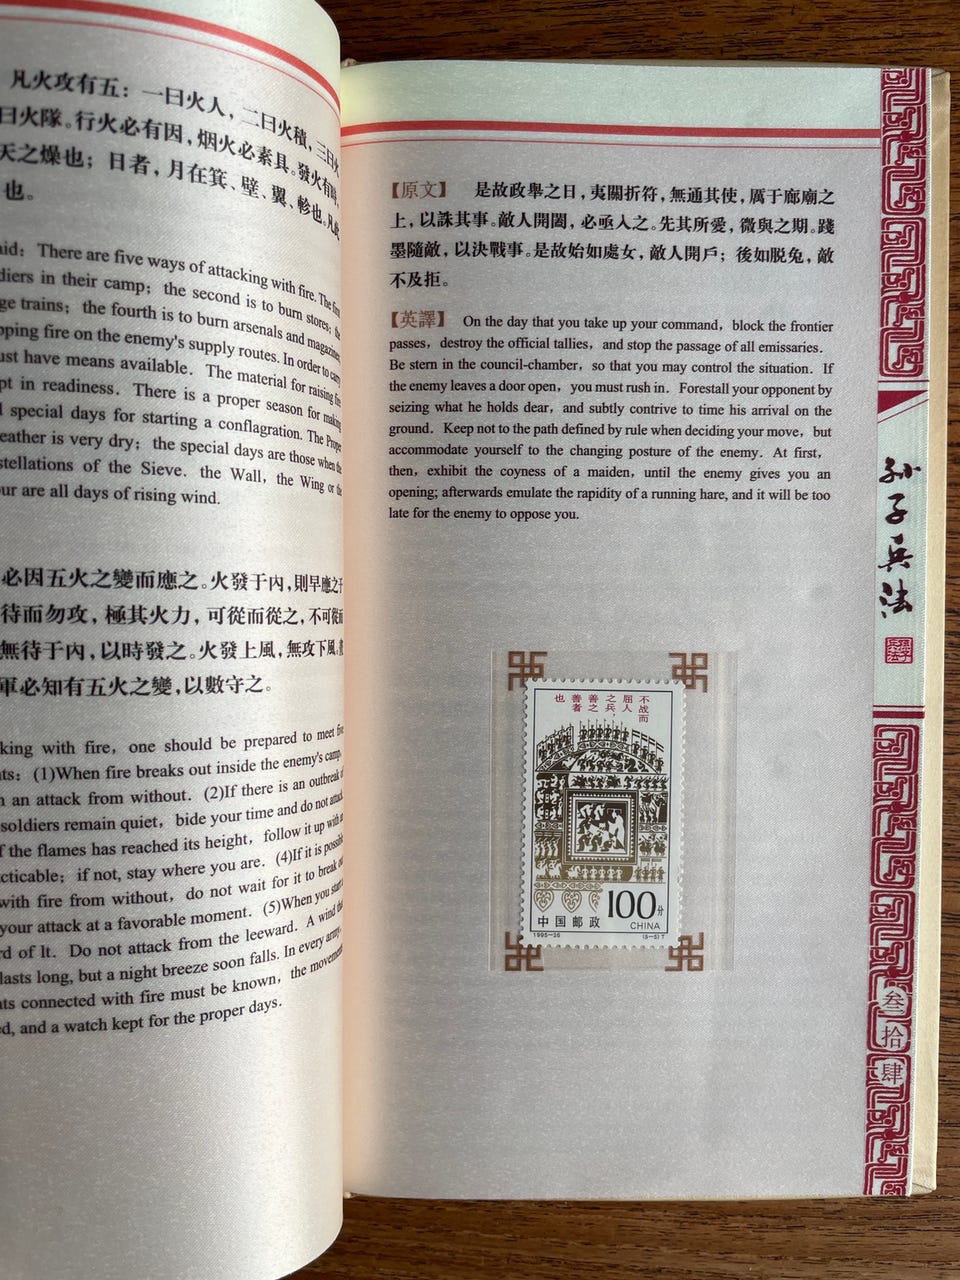 凡火攻有五：一曰火人，二曰火積，三曰火
曰火隊。行火必有因，烟火必素具。發火有時，
天之燥也；日者，月在箕、壁、翼、軫也。凡此
也。
aid: There are five ways of attacking with fire. The first
diers in their camp; the second is to burn stores; the
ge trains; the fourth is to burn arsenals and magazines
pping fire on the enemy's supply routes. In order to carry
ust have means available. The material for raising fire
pt in readiness. There is a proper season for making
l special days for starting a conflagration. The Proper
eather is very dry; the special days are those when the
stellations of the Sieve. the Wall, the Wing or the
our are all days of rising wind.
必因五火之變而應之。火發于內，則早應之于
待而勿攻，極其火力，可從而從之，不可從而
無待于內，以時發之。火發上風，無攻下風。晝
軍必知有五火之變，以數守之。
king with fire, one should be prepared to meet five
nts: (1)When fire breaks out inside the enemy's camp,
h an attack from without. (2)If there is an outbreak of
soldiers remain quiet, bide your time and do not attack
f the flames has reached its height, follow it up with an
cticable; if not, stay where you are. (4)If it is possible
with fire from without, do not wait for it to break out
your attack at a favorable moment. (5)When you start a
rd of It. Do not attack from the leeward. A wind that
lasts long, but a night breeze soon falls. In every army,
nts connected with fire must be known, the movements
ed, and a watch kept for the proper days.
【原文】 是故政舉之日，夷關折符，無通其使，厲于廊廟之
上，以誅其事。敵人開闔，必亟入之。先其所愛，微與之期。踐
墨隨敵，以決戰事。是故始如處女，敵人開戶；後如脱兔，敵
不及拒。
【英譯】 On the day that you take up your command, block the frontier
passes, destroy the official tallies, and stop the passage of all emissaries.
Be stern in the council-chamber, so that you may control the situation. If
the enemy leaves a door open, you must rush in. Forestall your opponent by
seizing what he holds dear, and subtly contrive to time his arrival on the
ground. Keep not to the path defined by rule when deciding your move, but
accommodate yourself to the changing posture of the enemy. At first,
then, exhibit the coyness of a maiden, until the enemy gives you an
opening; afterwards emulate the rapidity of a running hare, and it will be too
late for the enemy to oppose you.
不战而
屈人
之兵
善之
善者
也
100分
中国邮政 CHINA
1995-26 (5-5)T
孙子兵法
叁拾肆